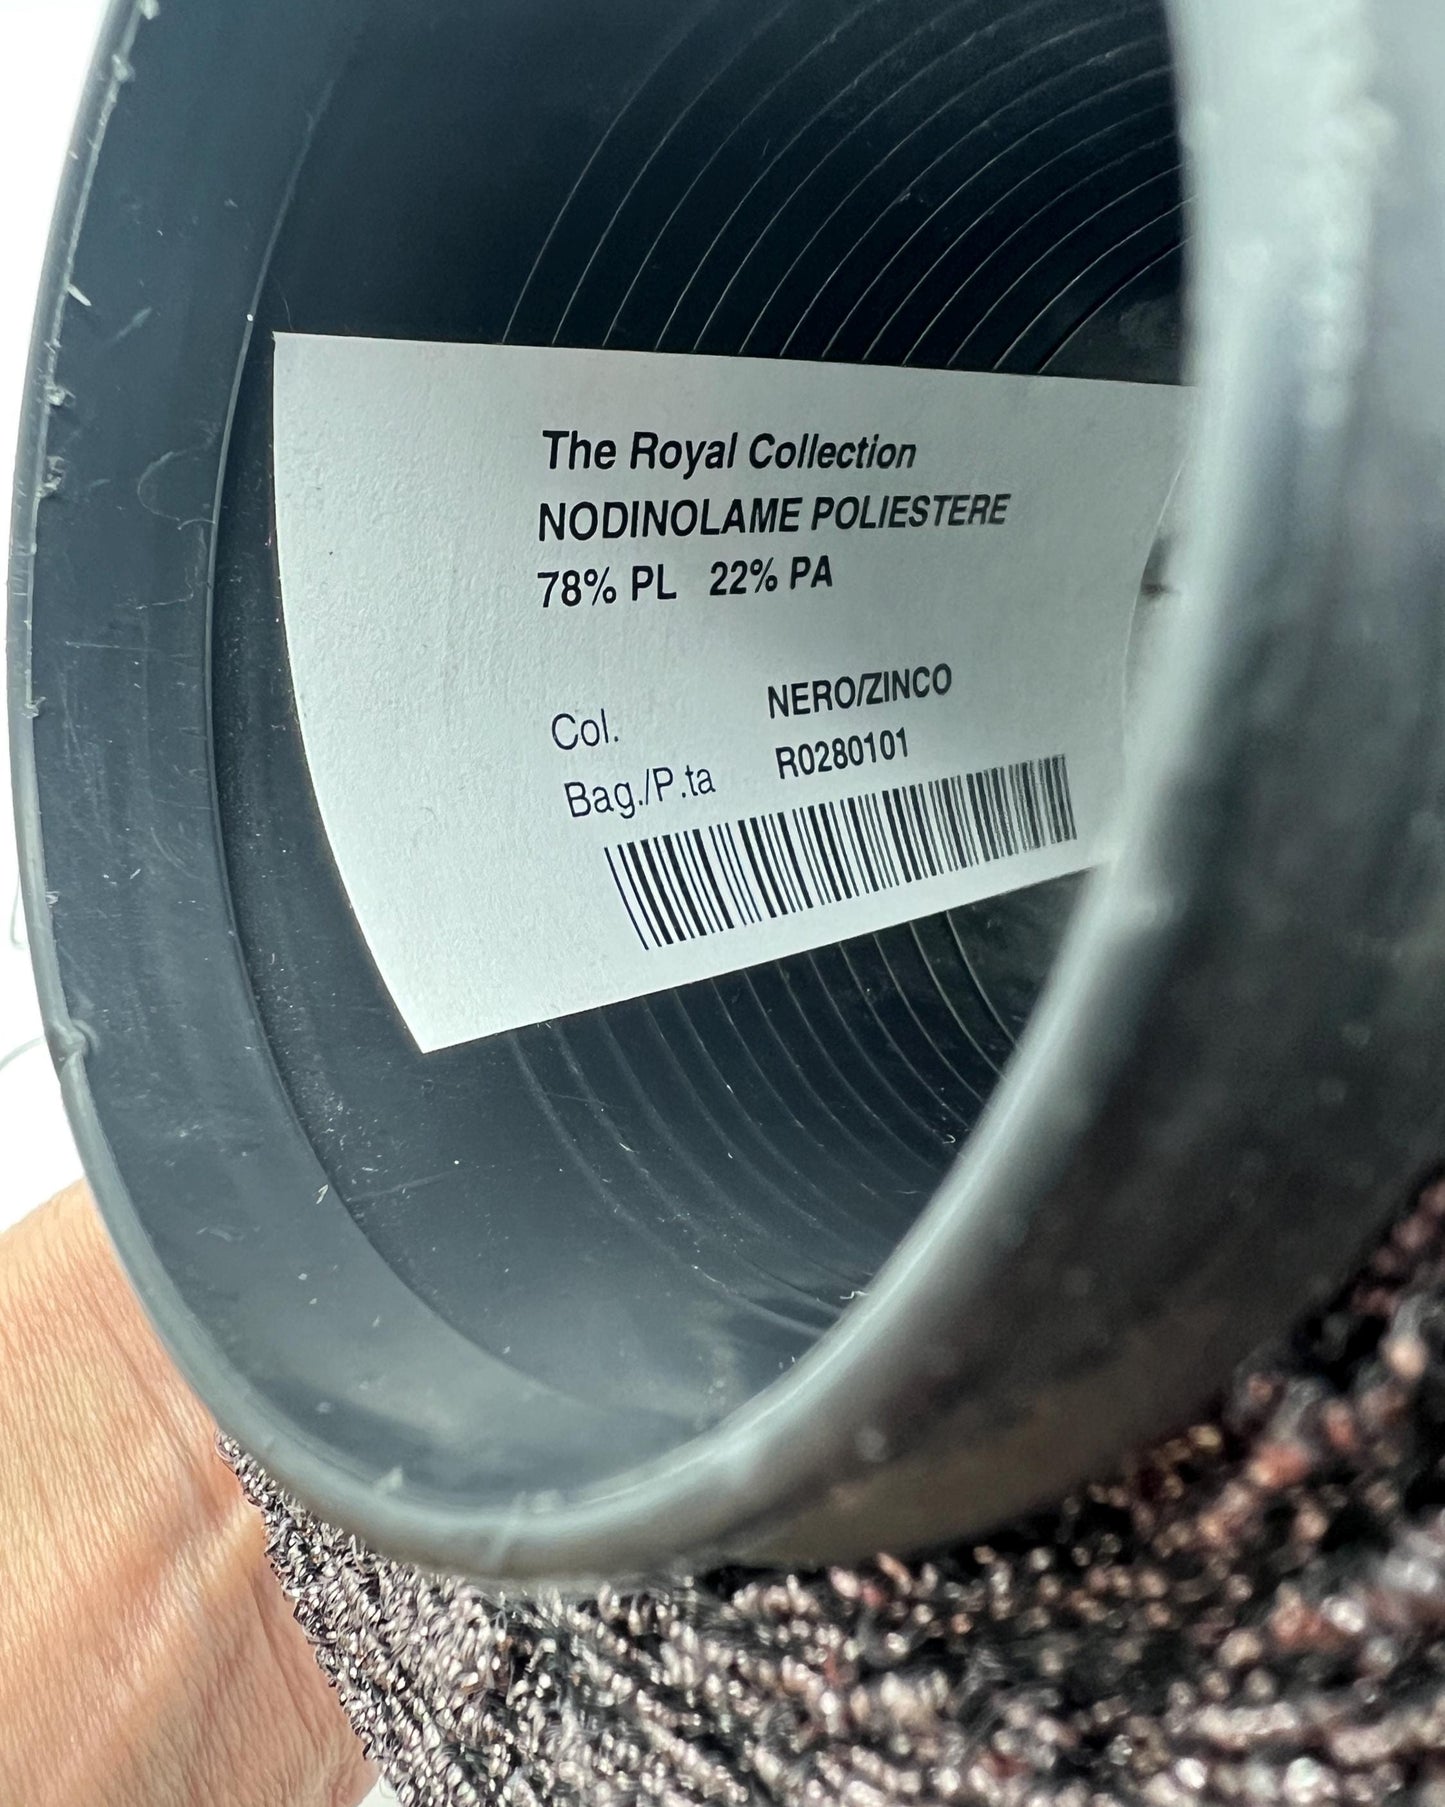 The Royal Collection
NODINOLAME POLIESTERE
78% PL 22% PA
Col. NERO/ZINCO
Bag./P.ta R0280101